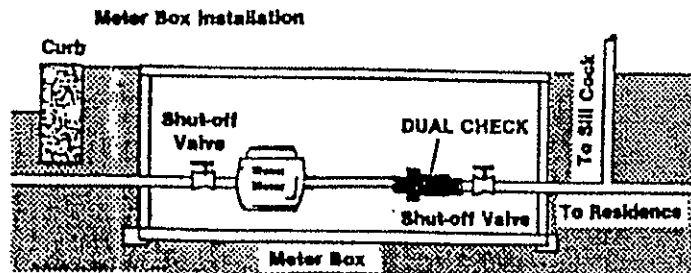 Meter Box Installation
Curb
Shut-off
Valve
DUAL CHECK
To Sill Cock
Water
Meter
Shut-off Valve
To Residence
Meter Box